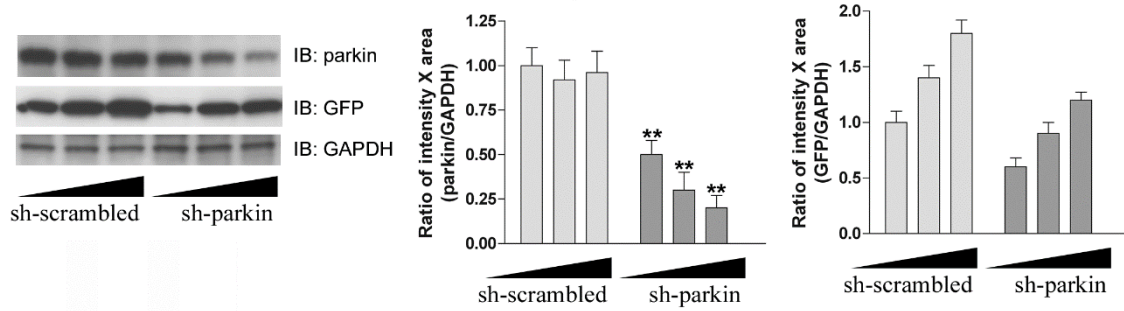 IB: parkin
IB: GFP
IB: GAPDH
sh-scrambled sh-parkin
Ratio of intensity X area
(parkin/GAPDH)
1.25
1.00
0.75
0.50
0.25
0.00
** ** **
sh-scrambled sh-parkin
Ratio of intensity X area
(GFP/GAPDH)
2.0
1.5
1.0
0.5
0.0
sh-scrambled sh-parkin